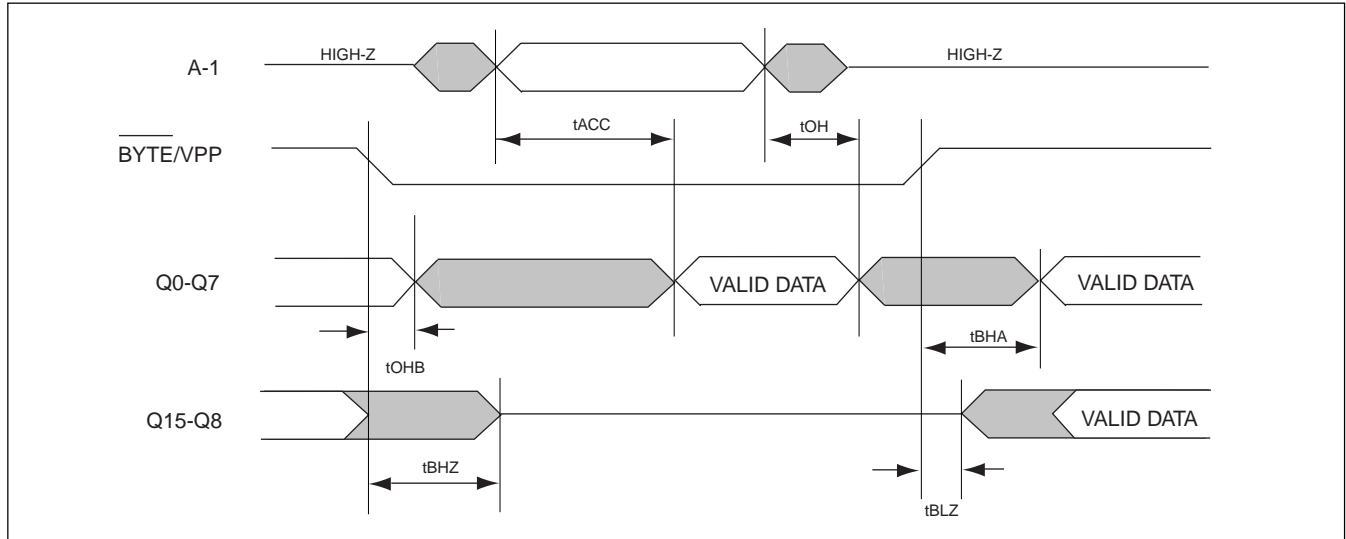 A-1
HIGH-Z
HIGH-Z
tACC
tOH
BYTE/VPP
Q0-Q7
VALID DATA
VALID DATA
tOHB
tBHA
Q15-Q8
VALID DATA
tBHZ
tBLZ